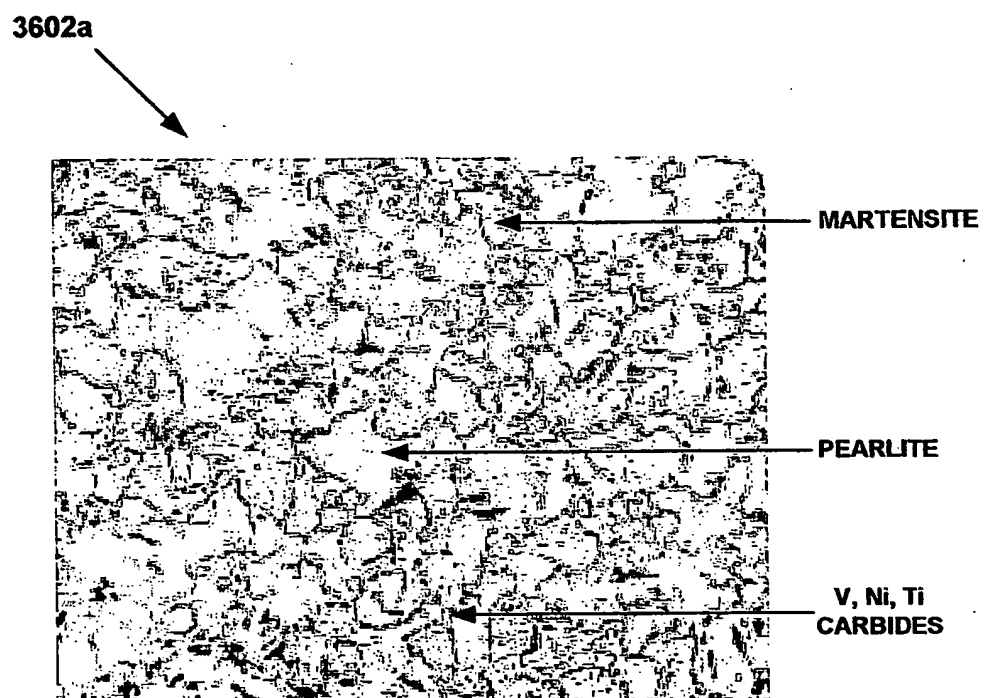 3602a
MARTENSITE
PEARLITE
V, Ni, Ti
CARBIDES